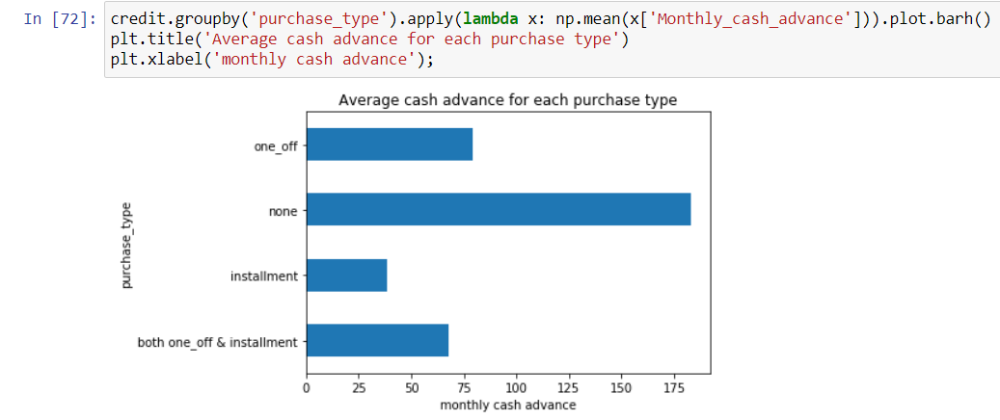 In [72]: credit.groupby('purchase_type').apply(lambda x: np.mean(x['Monthly_cash_advance'])).plot.barh()
plt.title('Average cash advance for each purchase type')
plt.xlabel('monthly cash advance');
Average cash advance for each purchase type
one_off
none
installment
both one_off & installment
purchase_type
0 25 50 75 100 125 150 175
monthly cash advance